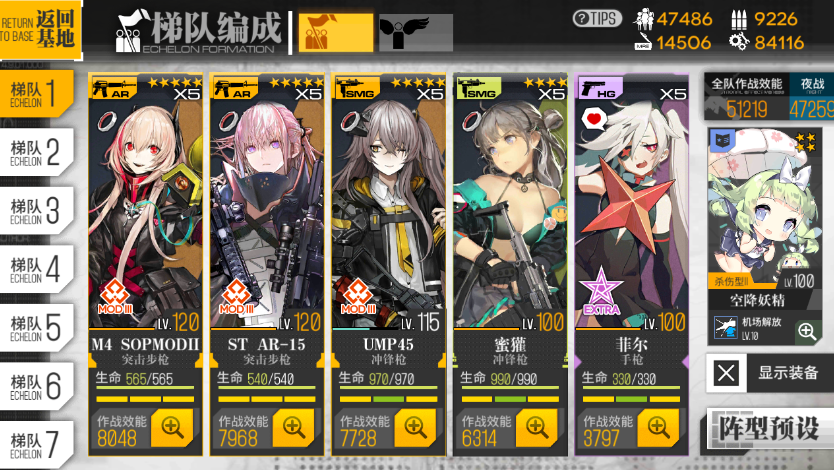 RETURN TO BASE
返回基地
梯队编成
ECHELON FORMATION
? TIPS
47486
9226
MRE
14506
84116
梯队 1
ECHELON
梯队 2
ECHELON
梯队 3
ECHELON
梯队 4
ECHELON
梯队 5
ECHELON
梯队 6
ECHELON
梯队 7
ECHELON
AR
X5
MOD III
LV.120
M4 SOPMODII
突击步枪
生命 565/565
作战效能
8048
AR
X5
MOD III
LV.120
ST AR-15
突击步枪
生命 540/540
作战效能
7968
SMG
X5
MOD III
LV.115
UMP45
冲锋枪
生命 970/970
作战效能
7728
SMG
X5
LV.100
蜜獾
冲锋枪
生命 990/990
作战效能
6314
HG
X5
EXTRA
LV.100
菲尔
手枪
生命 330/330
作战效能
3797
全队作战效能
51219
夜战
47259
杀伤型II
LV.100
空降妖精
机场解放
LV.10
显示装备
阵型预设